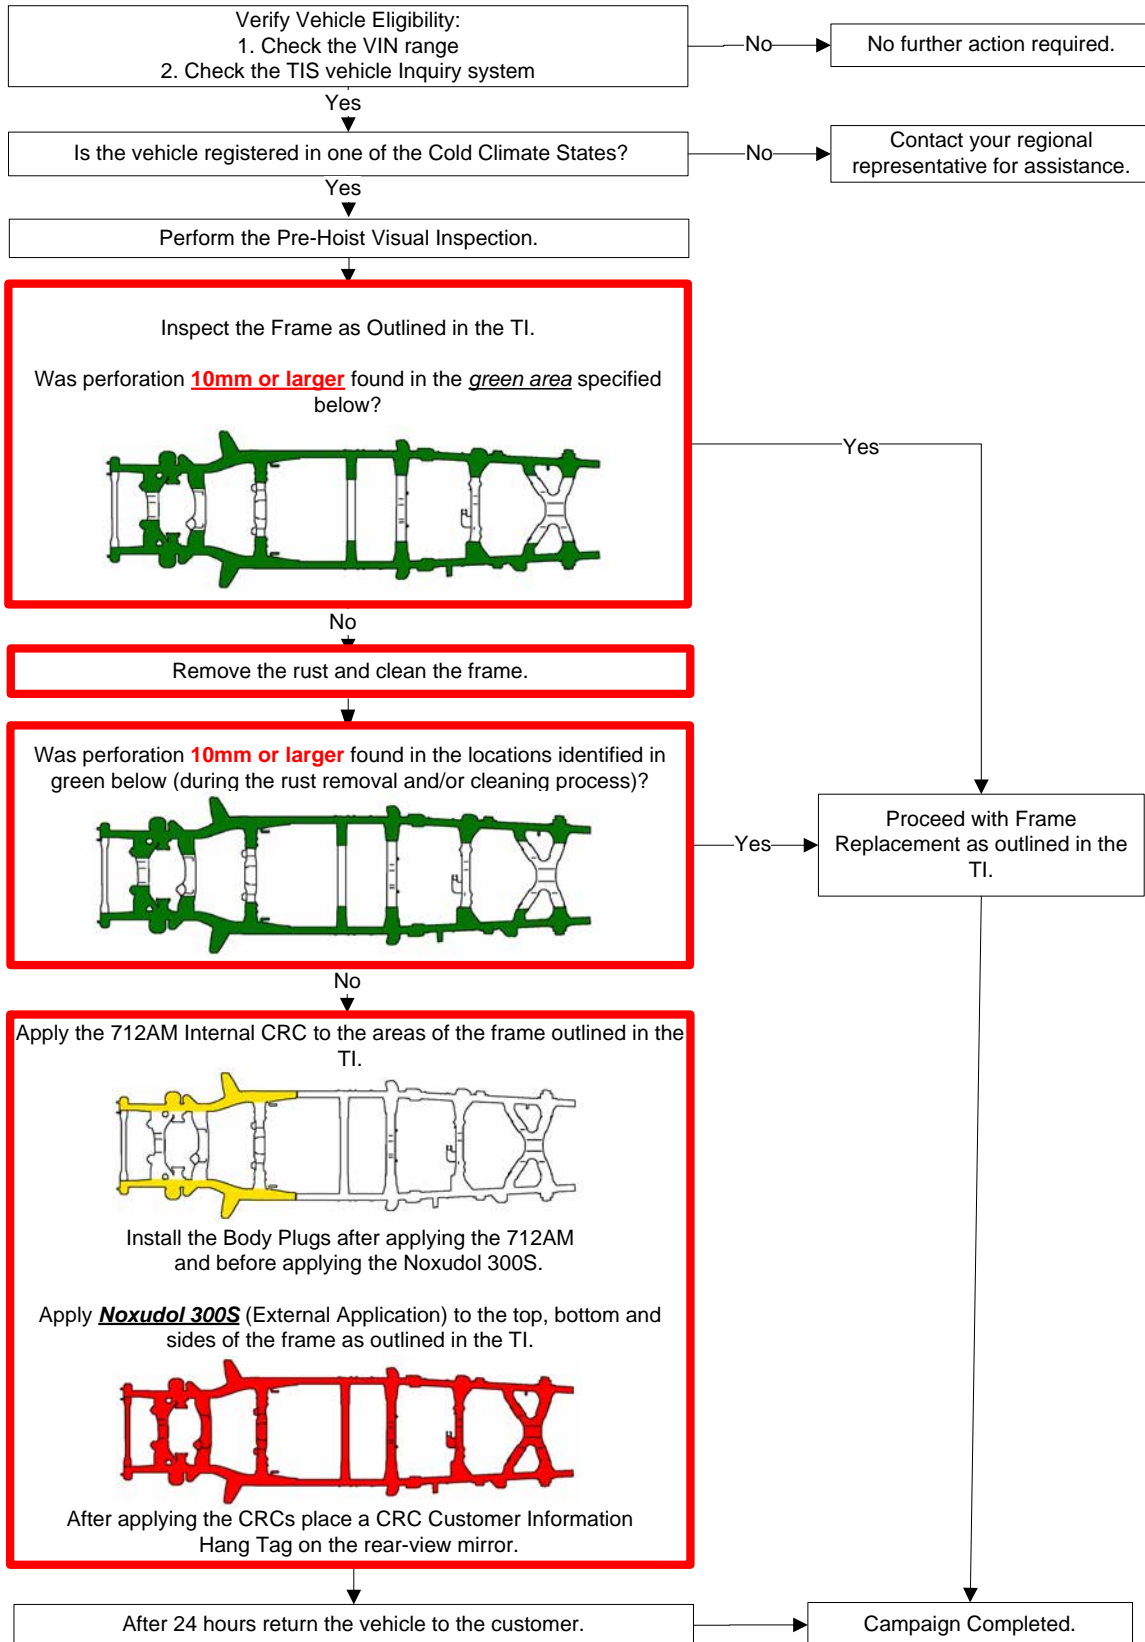 Verify Vehicle Eligibility:
1. Check the VIN range
2. Check the TIS vehicle Inquiry system
No
No further action required.
Yes
Is the vehicle registered in one of the Cold Climate States?
No
Contact your regional
representative for assistance.
Yes
Perform the Pre-Hoist Visual Inspection.
Inspect the Frame as Outlined in the TI.
Was perforation 10mm or larger found in the green area specified
below?
Yes
No
Remove the rust and clean the frame.
Was perforation 10mm or larger found in the locations identified in
green below (during the rust removal and/or cleaning process)?
Yes
Proceed with Frame
Replacement as outlined in the
TI.
No
Apply the 712AM Internal CRC to the areas of the frame outlined in the
TI.
Install the Body Plugs after applying the 712AM
and before applying the Noxudol 300S.
Apply Noxudol 300S (External Application) to the top, bottom and
sides of the frame as outlined in the TI.
After applying the CRCs place a CRC Customer Information
Hang Tag on the rear-view mirror.
After 24 hours return the vehicle to the customer.
Campaign Completed.